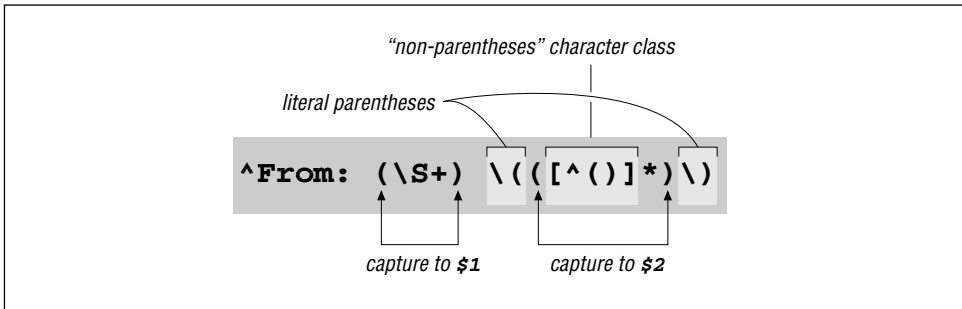 “non-parentheses” character class
literal parentheses
^From: (\S+) \(([^()]*)\)
capture to $1 capture to $2